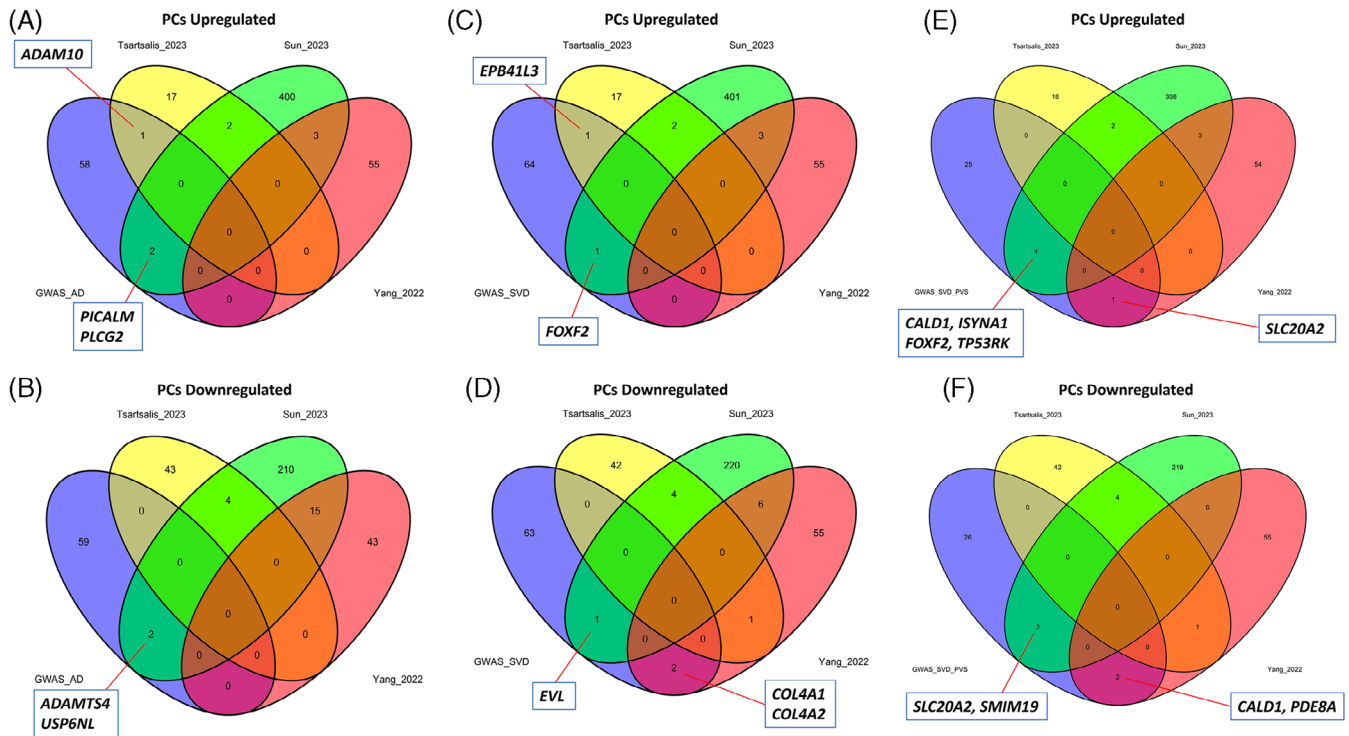 (A)
PCs Upregulated
Tsartsalis_2023
Sun_2023
ADAM10
17
400
1
2
3
58
55
0
0
0
2
0
0
0
0
GWAS_AD
Yang_2022
PICALM
PLCG2
(C)
PCs Upregulated
Tsartsalis_2023
Sun_2023
EPB41L3
17
401
1
2
3
64
55
0
0
0
1
0
0
0
0
GWAS_SVD
Yang_2022
FOXF2
(E)
PCs Upregulated
Tsartsalis_2023
Sun_2023
18
308
0
2
3
25
54
0
0
0
4
0
0
0
1
GWAS_SVD_PVS
Yang_2022
CALD1, ISYNA1
FOXF2, TP53RK
SLC20A2
(B)
PCs Downregulated
Tsartsalis_2023
Sun_2023
43
210
0
4
15
59
43
0
0
0
2
0
0
0
0
GWAS_AD
Yang_2022
ADAMTS4
USP6NL
(D)
PCs Downregulated
Tsartsalis_2023
Sun_2023
42
220
0
4
6
63
55
0
0
0
1
0
0
1
2
GWAS_SVD
Yang_2022
EVL
COL4A1
COL4A2
(F)
PCs Downregulated
Tsartsalis_2023
Sun_2023
42
219
0
4
6
26
55
0
0
0
2
0
0
1
2
GWAS_SVD_PVS
Yang_2022
SLC20A2, SMIM19
CALD1, PDE8A